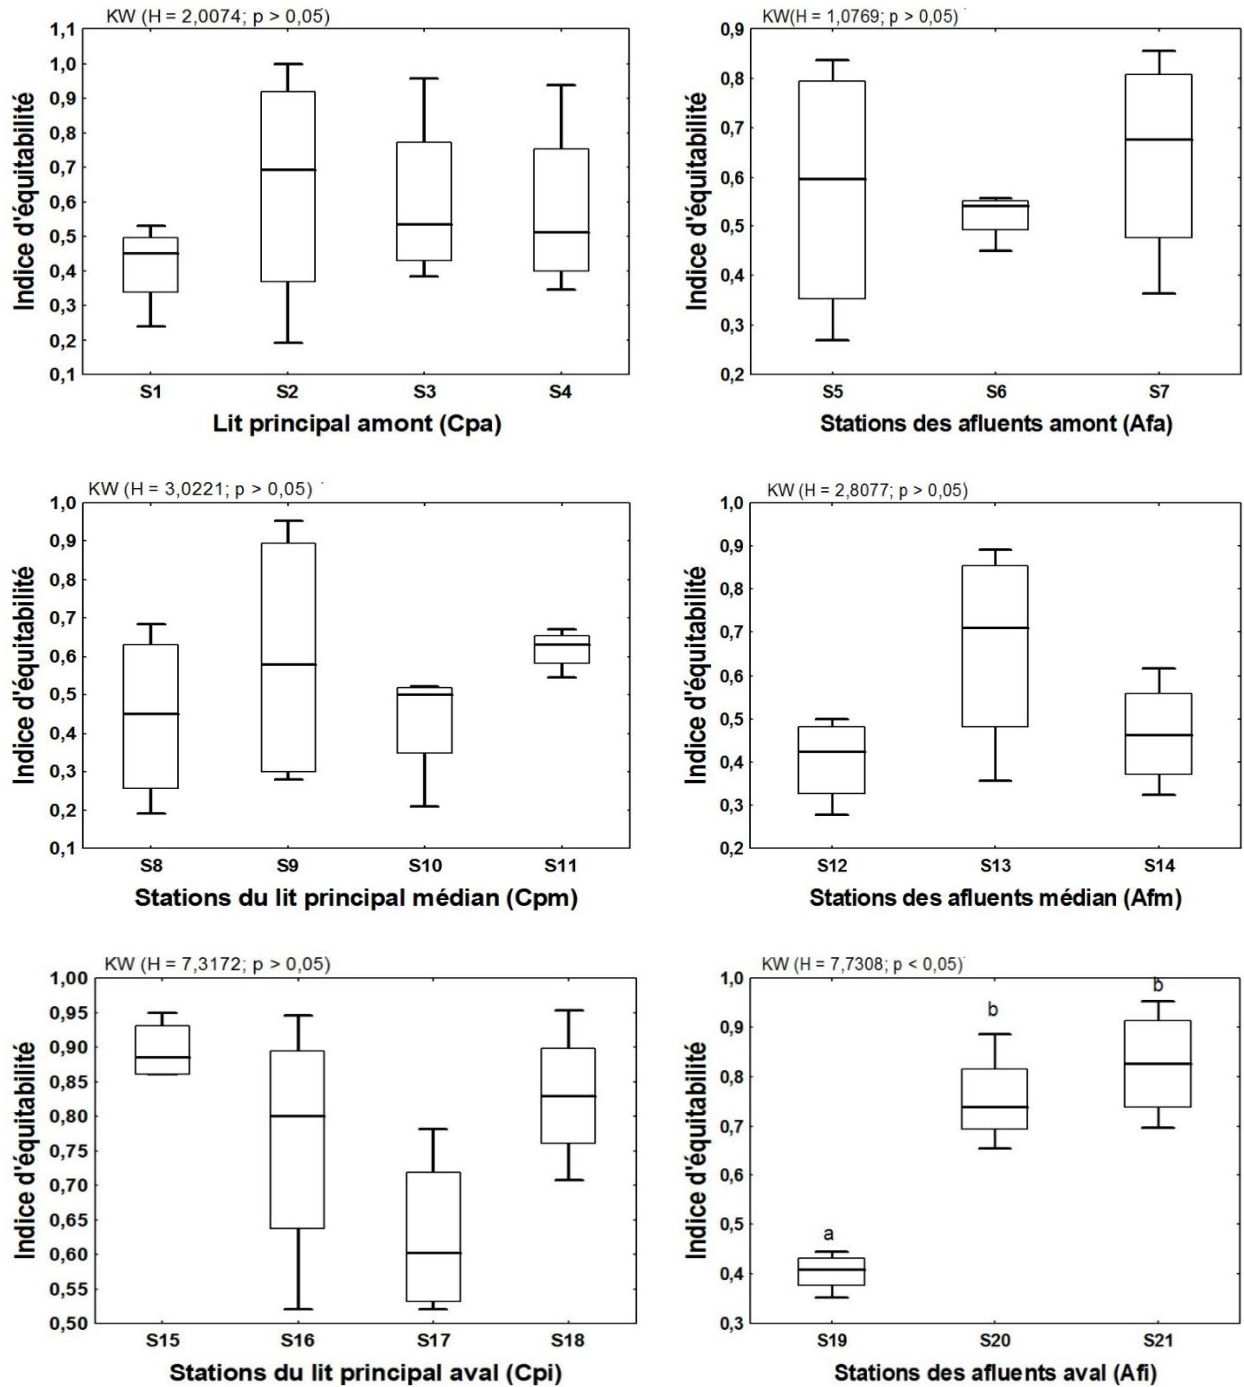 KW (H = 2,0074; p > 0,05)
1,1
1,0
0,9
0,8
0,7
0,6
0,5
0,4
0,3
0,2
0,1
Indice d'équitabilité
S1 S2 S3 S4
Lit principal amont (Cpa)
KW(H = 1,0769; p > 0,05)
0,9
0,8
0,7
0,6
0,5
0,4
0,3
0,2
Indice d'équitabilité
S5 S6 S7
Stations des afluents amont (Afa)
KW (H = 3,0221; p > 0,05)
1,0
0,9
0,8
0,7
0,6
0,5
0,4
0,3
0,2
0,1
Indice d'équitabilité
S8 S9 S10 S11
Stations du lit principal médian (Cpm)
KW (H = 2,8077; p > 0,05)
1,0
0,9
0,8
0,7
0,6
0,5
0,4
0,3
0,2
Indice d'équitabilité
S12 S13 S14
Stations des afluents médian (Afm)
KW (H = 7,3172; p > 0,05)
1,00
0,95
0,90
0,85
0,80
0,75
0,70
0,65
0,60
0,55
0,50
Indice d'équitabilité
S15 S16 S17 S18
Stations du lit principal aval (Cpi)
KW (H = 7,7308; p < 0,05)
1,0
0,9
0,8
0,7
0,6
0,5
0,4
0,3
Indice d'équitabilité
a
b
b
S19 S20 S21
Stations des afluents aval (Afi)